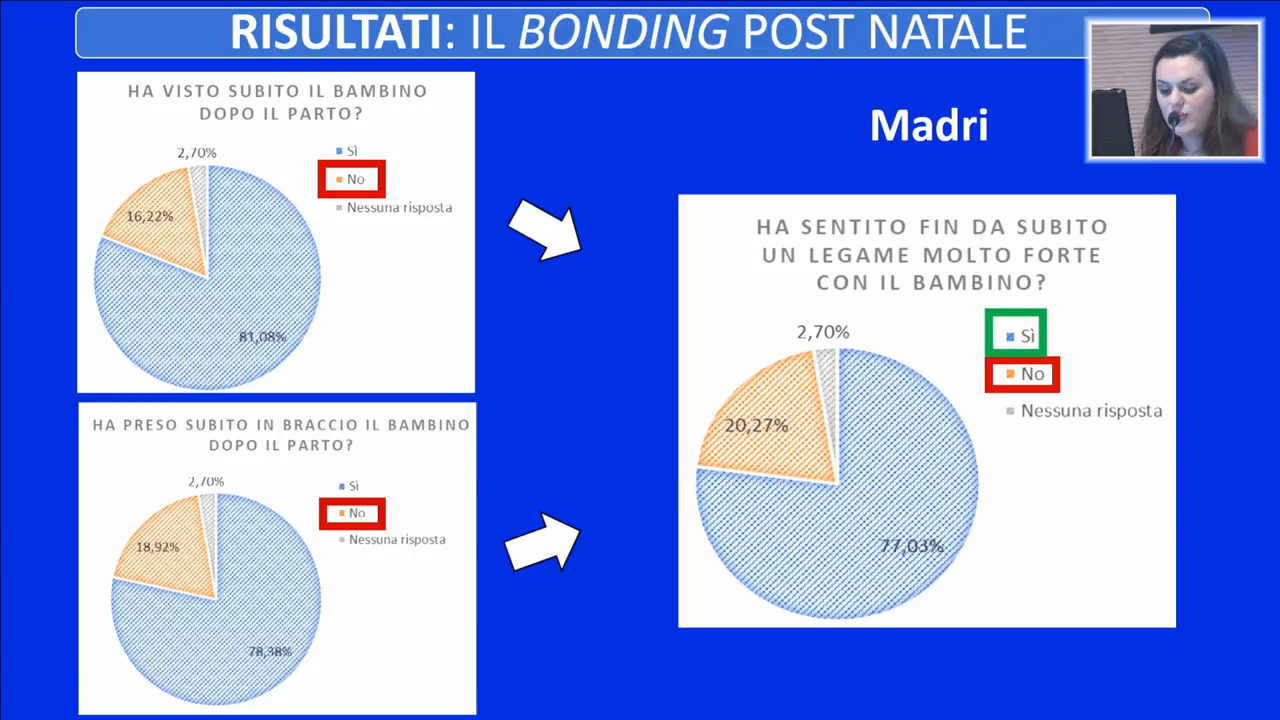 RISULTATI: IL BONDING POST NATALE
HA VISTO SUBITO IL BAMBINO
DOPO IL PARTO?
2,70%
16,22%
81,08%
Sì
No
Nessuna risposta
HA PRESO SUBITO IN BRACCIO IL BAMBINO
DOPO IL PARTO?
2,70%
18,92%
78,38%
Sì
No
Nessuna risposta
Madri
HA SENTITO FIN DA SUBITO
UN LEGAME MOLTO FORTE
CON IL BAMBINO?
2,70%
20,27%
77,03%
Sì
No
Nessuna risposta